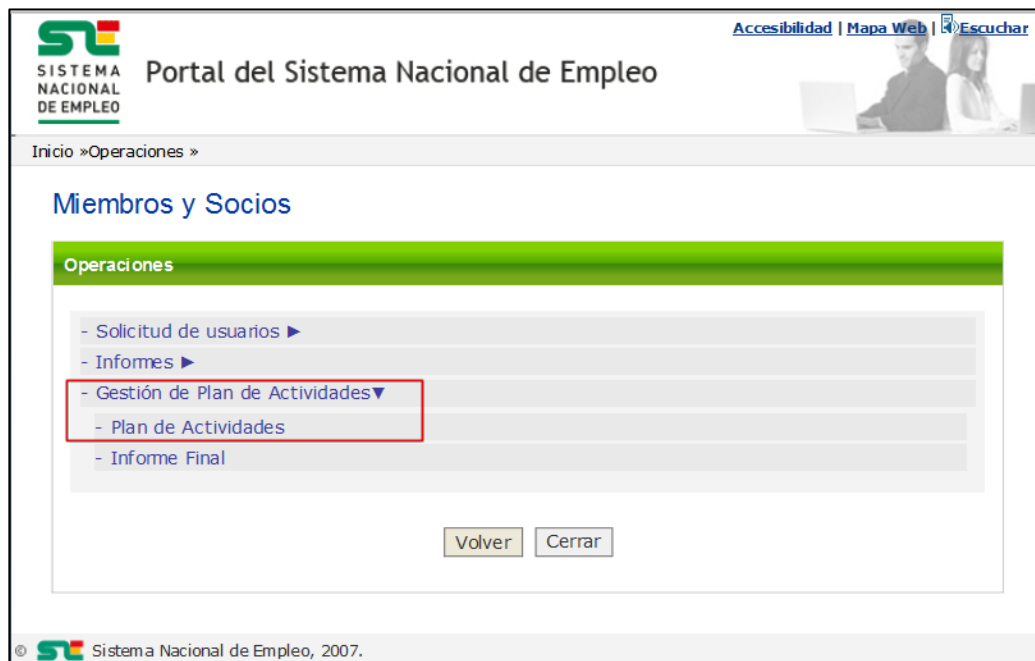 Accesibilidad | Mapa Web | Escuchar
SISTEMA
NACIONAL
DE EMPLEO
Portal del Sistema Nacional de Empleo
Inicio »Operaciones »
Miembros y Socios
Operaciones
- Solicitud de usuarios ►
- Informes ►
- Gestión de Plan de Actividades▼
- Plan de Actividades
- Informe Final
Volver Cerrar
© Sistema Nacional de Empleo, 2007.